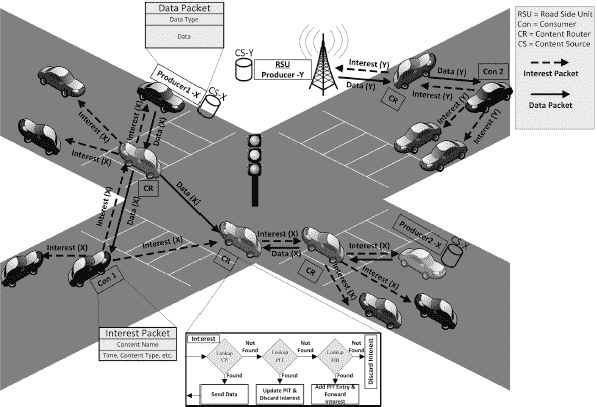 Data Packet
Data Type
Data
CS-Y
RSU
Producer -Y
Interest (Y)
Data (Y)
CR
Data (Y)
Interest (Y)
Con 2
Interest (Y)
Interest (Y)
RSU = Road Side Unit
Con = Consumer
CR = Content Router
CS = Content Source
Interest Packet
Data Packet
Producer1 -X
CS-X
Interest (X)
Interest (X)
Data (X)
Interest (X)
CR
Data (X)
Interest (X)
Data (X)
Interest (X)
Con 1
Interest (X)
CR
Interest (X)
Data (X)
CR
Producer2 -X
CS-X
Interest (X)
Interest (X)
Interest (X)
Interest Packet
Content Name
Time, Content Type, etc.
Interest
Lookup
CS
Not
Found
Lookup
PIT
Not
Found
Lookup
FIB
Not
Found
Discard Interest
Found
Found
Found
Send Data
Update PIT &
Discard Interest
Add PIT Entry &
Forward
Interest